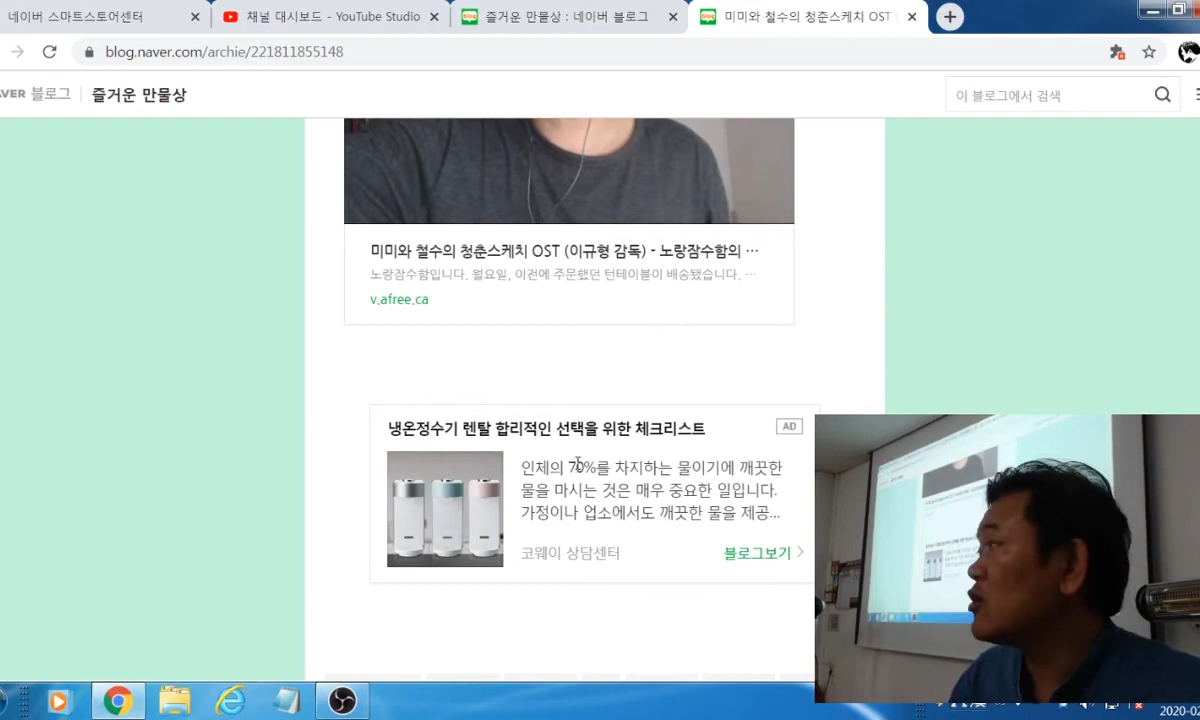 네이버 스마트스토어센터
채널 대시보드 - YouTube Studio
즐거운 만물상 : 네이버 블로그
미미와 철수의 청춘스케치 OST
blog.naver.com/archie/221811855148
VER 블로그
즐거운 만물상
이 블로그에서 검색
미미와 철수의 청춘스케치 OST (이규형 감독) - 노랑잠수함의 ···
노랑잠수함입니다. 월요일, 이전에 주문했던 턴테이블이 배송됐습니다. ···
v.afree.ca
냉온정수기 렌탈 합리적인 선택을 위한 체크리스트
AD
인체의 70%를 차지하는 물이기에 깨끗한
물을 마시는 것은 매우 중요한 일입니다.
가정이나 업소에서도 깨끗한 물을 제공...
코웨이 상담센터
블로그보기
2020-02